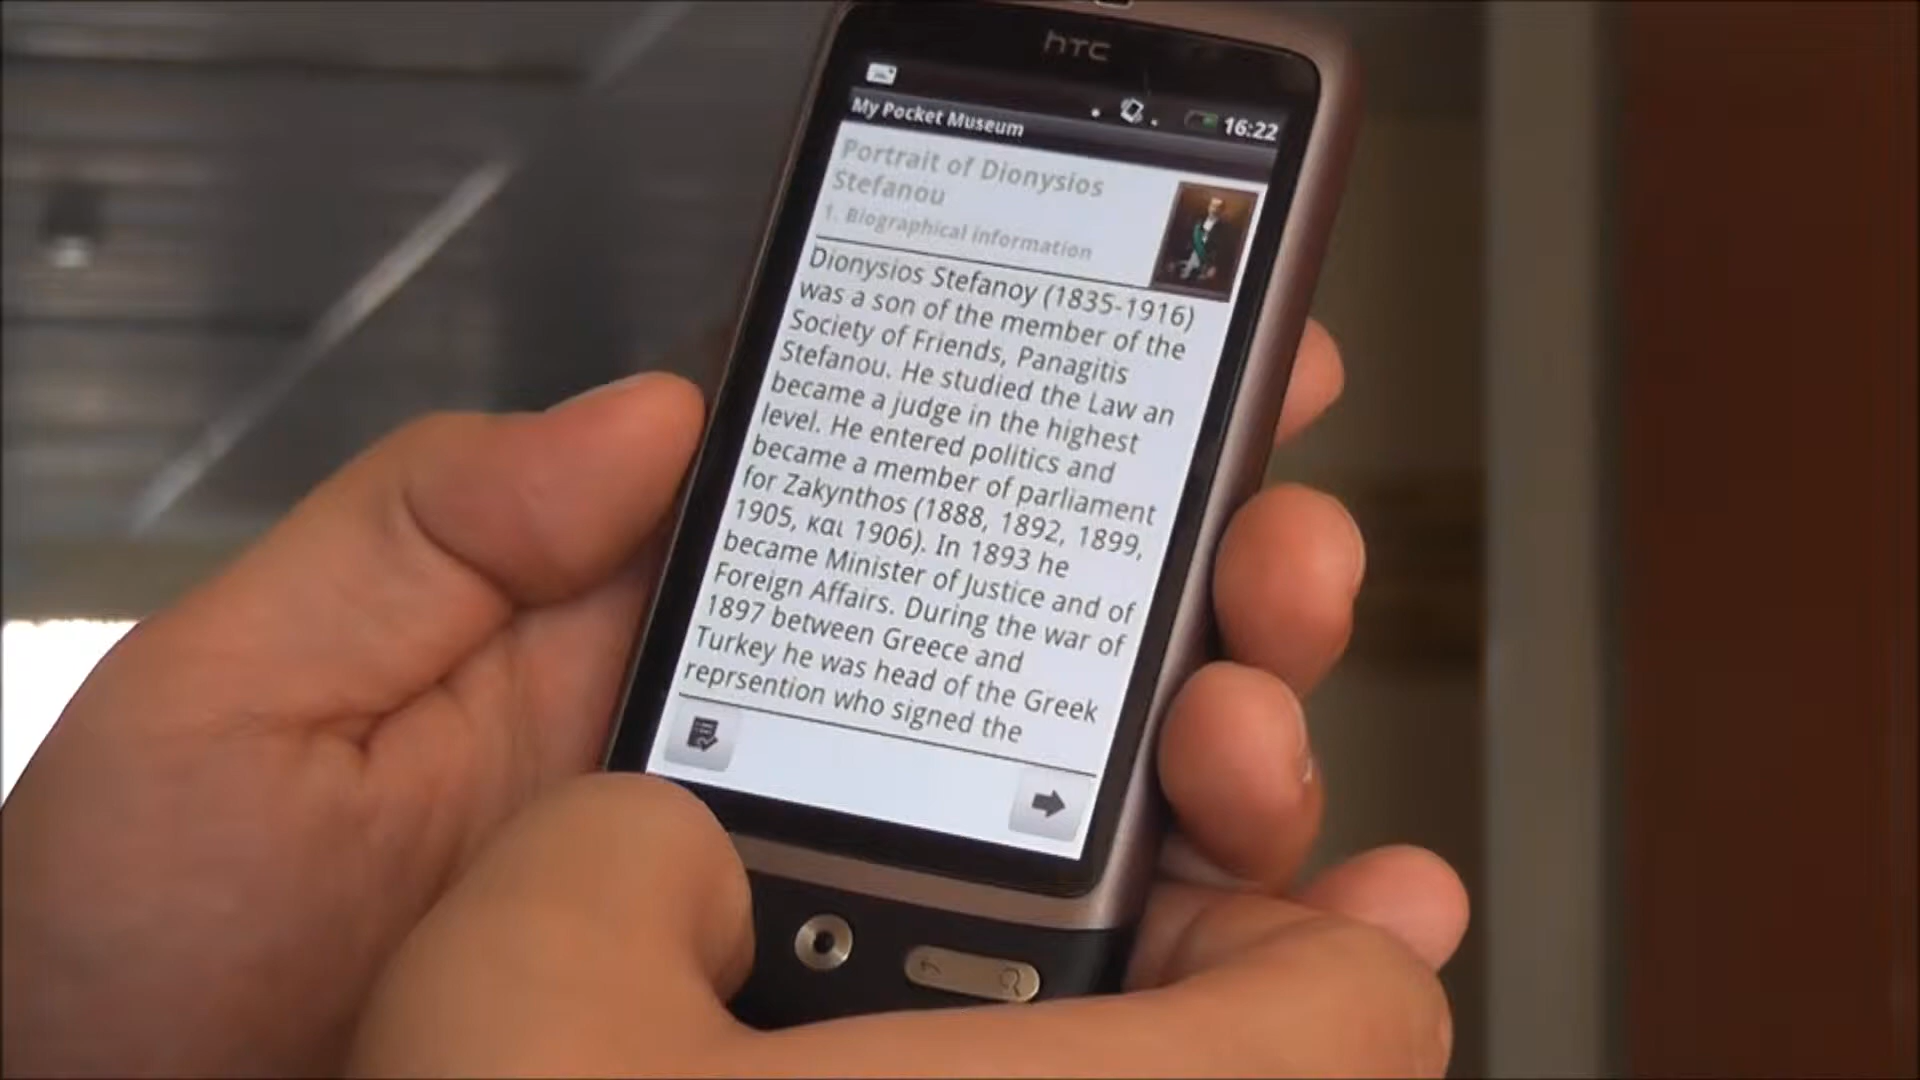 hTC
16:22
My Pocket Museum
Portrait of Dionysios
Stefanou
1. Biographical information
Dionysios Stefanoy (1835-1916)
was a son of the member of the
Society of Friends, Panagitis
Stefanou. He studied the Law an
became a judge in the highest
level. He entered politics and
became a member of parliament
for Zakynthos (1888, 1892, 1899,
1905, και 1906). In 1893 he
became Minister of Justice and of
Foreign Affairs. During the war of
1897 between Greece and
Turkey he was head of the Greek
reprsention who signed the